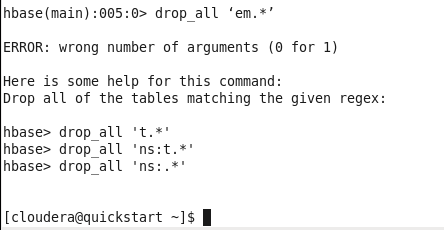 hbase(main):005:0> drop_all ‘em.*’
ERROR: wrong number of arguments (0 for 1)
Here is some help for this command:
Drop all of the tables matching the given regex:
hbase> drop_all 't.*'
hbase> drop_all 'ns:t.*'
hbase> drop_all 'ns:.*'
[cloudera@quickstart ~]$